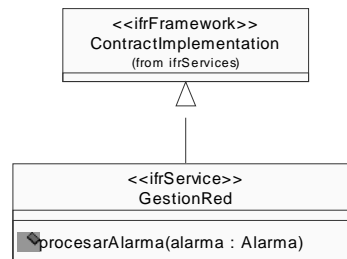 <<ifrFramework>>
ContractImplementation
(from ifrServices)
<<ifrService>>
GestionRed
procesarAlarma(alarma : Alarma)